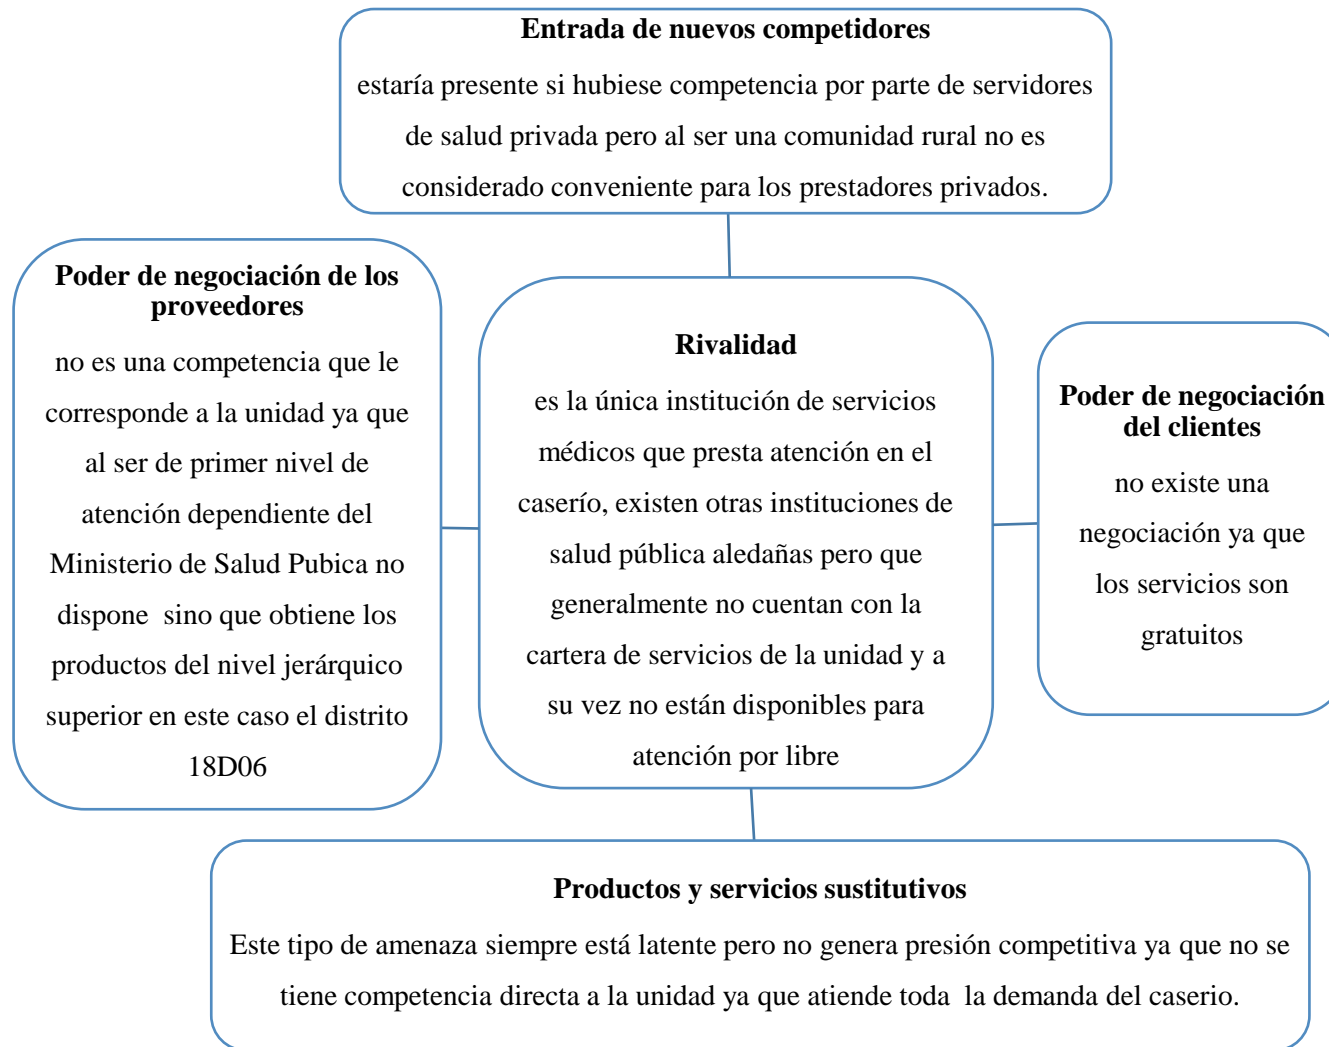 Entrada de nuevos competidores
estaría presente si hubiese competencia por parte de servidores
de salud privada pero al ser una comunidad rural no es
considerado conveniente para los prestadores privados.
Poder de negociación de los
proveedores
no es una competencia que le
corresponde a la unidad ya que
al ser de primer nivel de
atención dependiente del
Ministerio de Salud Pubica no
dispone sino que obtiene los
productos del nivel jerárquico
superior en este caso el distrito
18D06
Rivalidad
es la única institución de servicios
médicos que presta atención en el
caserío, existen otras instituciones de
salud pública aledañas pero que
generalmente no cuentan con la
cartera de servicios de la unidad y a
su vez no están disponibles para
atención por libre
Poder de negociación
del clientes
no existe una
negociación ya que
los servicios son
gratuitos
Productos y servicios sustitutivos
Este tipo de amenaza siempre está latente pero no genera presión competitiva ya que no se
tiene competencia directa a la unidad ya que atiende toda la demanda del caserio.